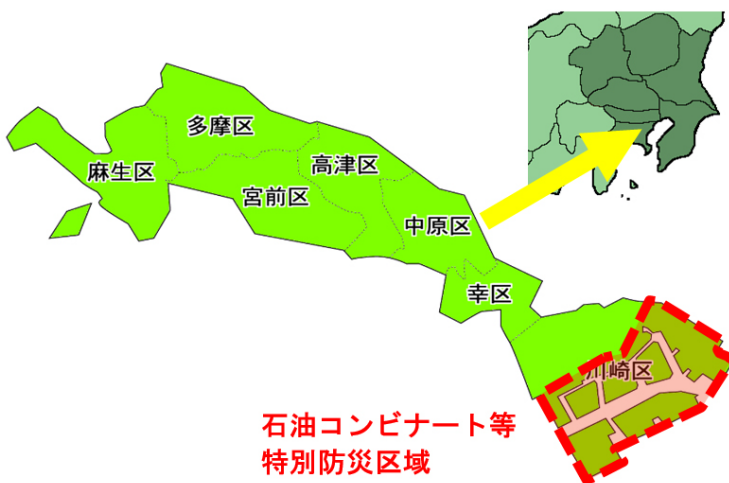 多摩区
高津区
麻生区
宮前区
中原区
幸区
川崎区
石油コンビナート等
特別防災区域